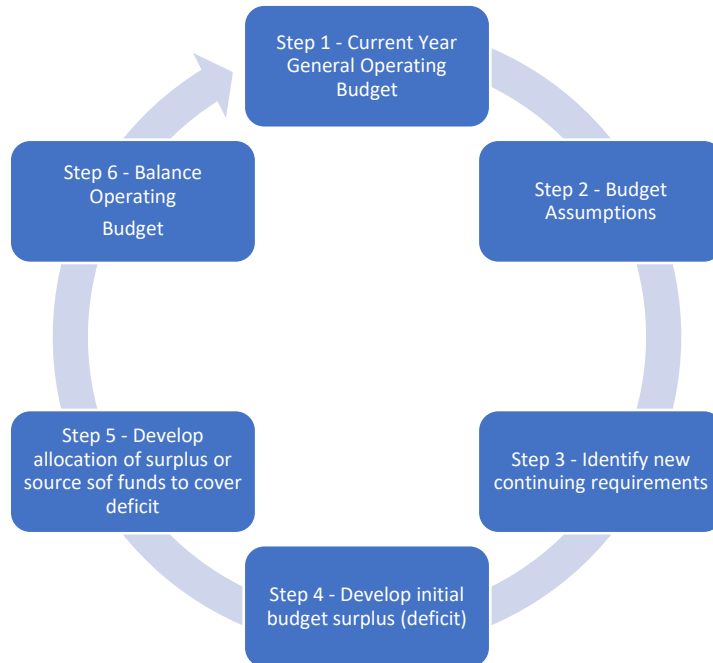 Step 1 - Current Year
General Operating
Budget
Step 2 - Budget
Assumptions
Step 3 - Identify new
continuing requirements
Step 4 - Develop initial
budget surplus (deficit)
Step 5 - Develop
allocation of surplus or
source sof funds to cover
deficit
Step 6 - Balance
Operating
Budget